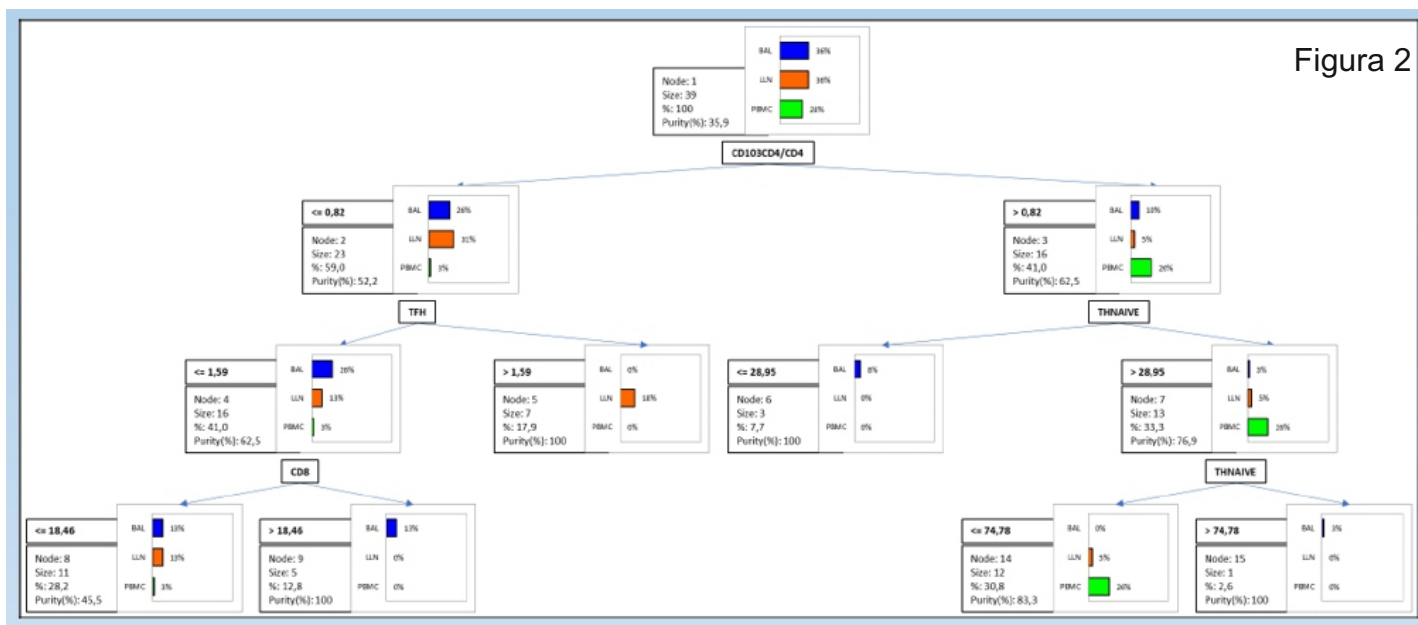 Figura 2
BAL 36%
LLN 36%
PBMC 28%
Node: 1
Size: 39
%: 100
Purity(%): 35,9
CD103CD4/CD4
<= 0,82
BAL 26%
LLN 31%
PBMC 3%
Node: 2
Size: 23
%: 59,0
Purity(%): 52,2
TFH
> 0,82
BAL 10%
LLN 5%
PBMC 26%
Node: 3
Size: 16
%: 41,0
Purity(%): 62,5
THNAIVE
<= 1,59
BAL 26%
LLN 13%
PBMC 3%
Node: 4
Size: 16
%: 41,0
Purity(%): 62,5
CD8
> 1,59
BAL 0%
LLN 18%
PBMC 0%
Node: 5
Size: 7
%: 17,9
Purity(%): 100
<= 28,95
BAL 8%
LLN 0%
PBMC 0%
Node: 6
Size: 3
%: 7,7
Purity(%): 100
> 28,95
BAL 3%
LLN 5%
PBMC 26%
Node: 7
Size: 13
%: 33,3
Purity(%): 76,9
THNAIVE
<= 18,46
BAL 13%
LLN 13%
PBMC 3%
Node: 8
Size: 11
%: 28,2
Purity(%): 45,5
> 18,46
BAL 13%
LLN 0%
PBMC 0%
Node: 9
Size: 5
%: 12,8
Purity(%): 100
<= 74,78
BAL 0%
LLN 5%
PBMC 26%
Node: 14
Size: 12
%: 30,8
Purity(%): 83,3
> 74,78
BAL 3%
LLN 0%
PBMC 0%
Node: 15
Size: 1
%: 2,6
Purity(%): 100